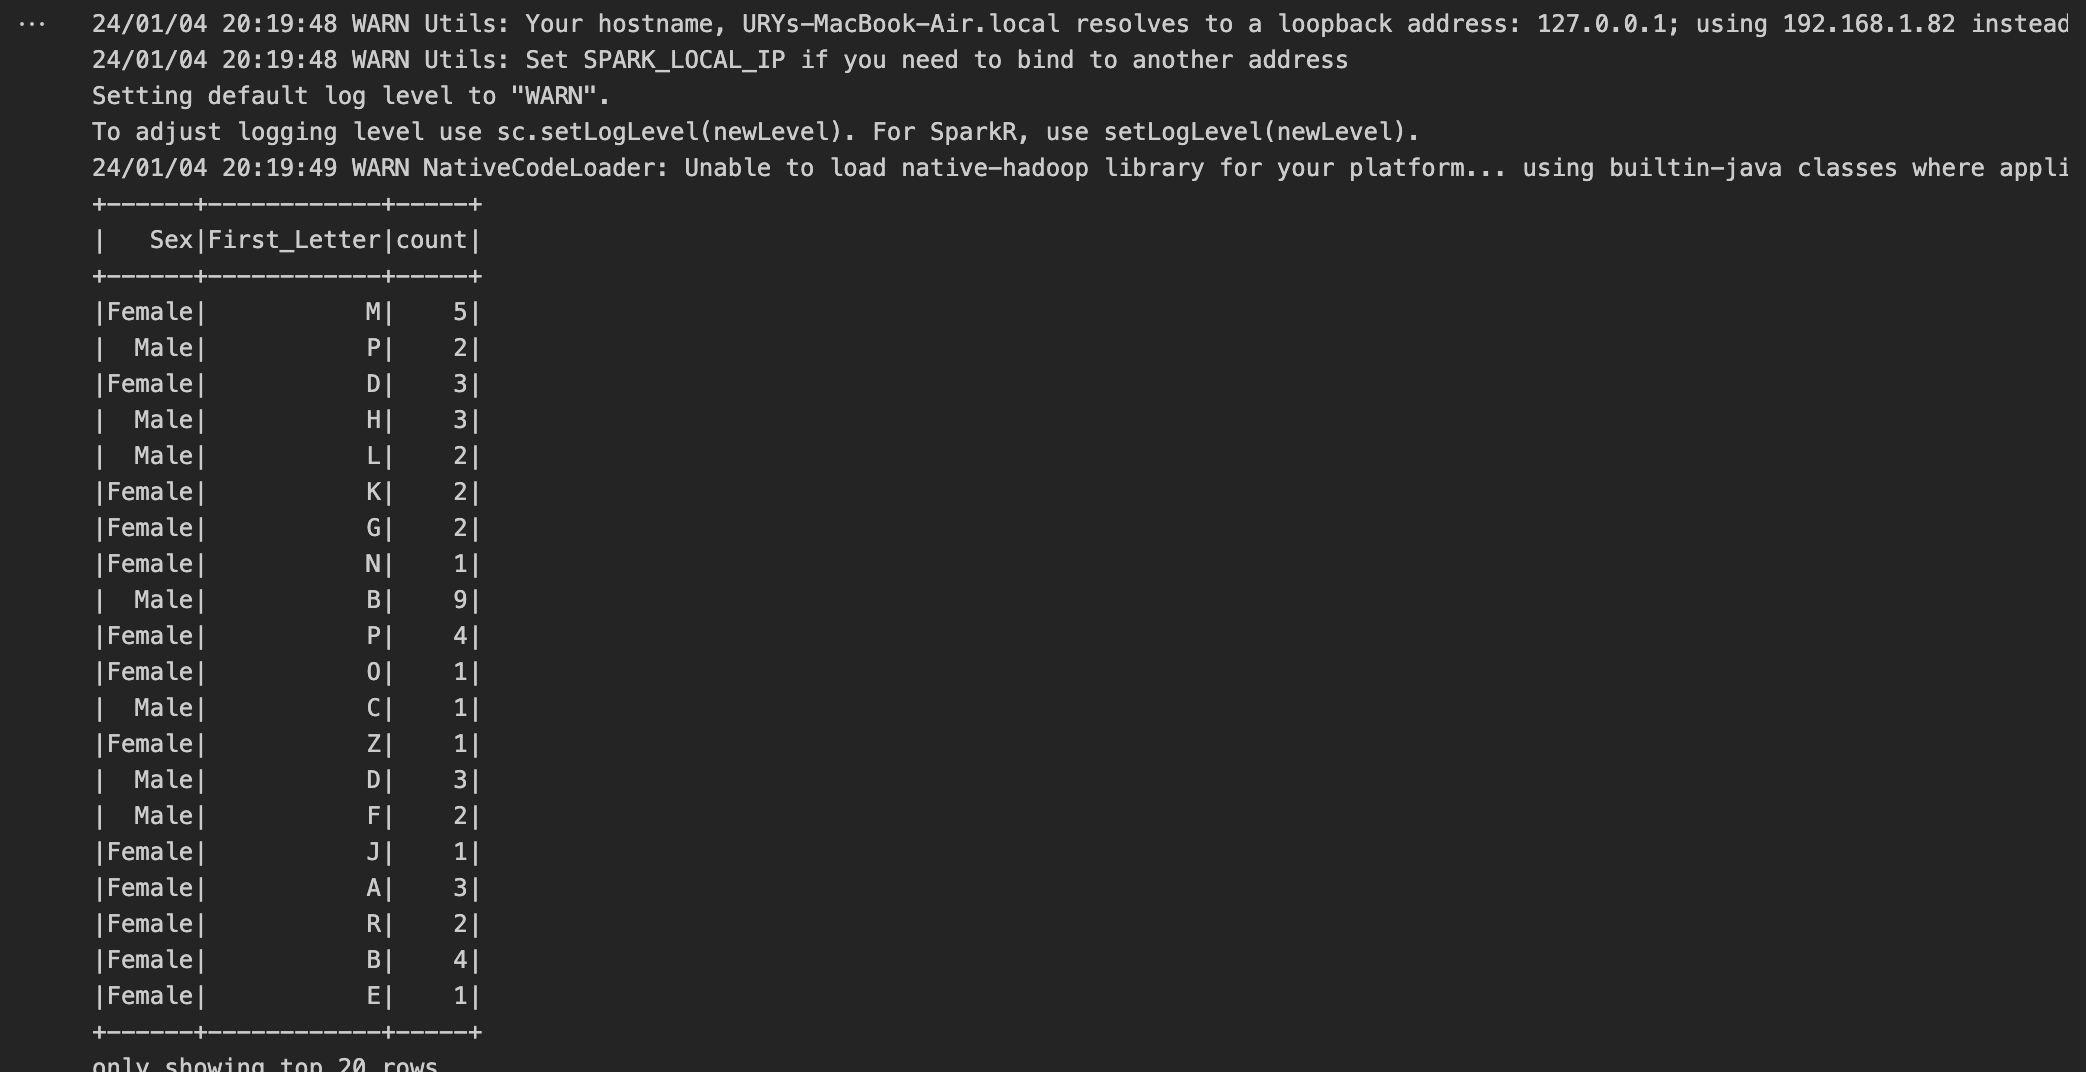 24/01/04 20:19:48 WARN Utils: Your hostname, URYs-MacBook-Air.local resolves to a loopback address: 127.0.0.1; using 192.168.1.82 instead
24/01/04 20:19:48 WARN Utils: Set SPARK_LOCAL_IP if you need to bind to another address
Setting default log level to "WARN".
To adjust logging level use sc.setLogLevel(newLevel). For SparkR, use setLogLevel(newLevel).
24/01/04 20:19:49 WARN NativeCodeLoader: Unable to load native-hadoop library for your platform... using builtin-java classes where appli
+------+------------+-----+
|   Sex|First_Letter|count|
+------+------------+-----+
|Female|           M|    5|
|  Male|           P|    2|
|Female|           D|    3|
|  Male|           H|    3|
|  Male|           L|    2|
|Female|           K|    2|
|Female|           G|    2|
|Female|           N|    1|
|  Male|           B|    9|
|Female|           P|    4|
|Female|           O|    1|
|  Male|           C|    1|
|Female|           Z|    1|
|  Male|           D|    3|
|  Male|           F|    2|
|Female|           J|    1|
|Female|           A|    3|
|Female|           R|    2|
|Female|           B|    4|
|Female|           E|    1|
+------+------------+-----+
only showing top 20 rows